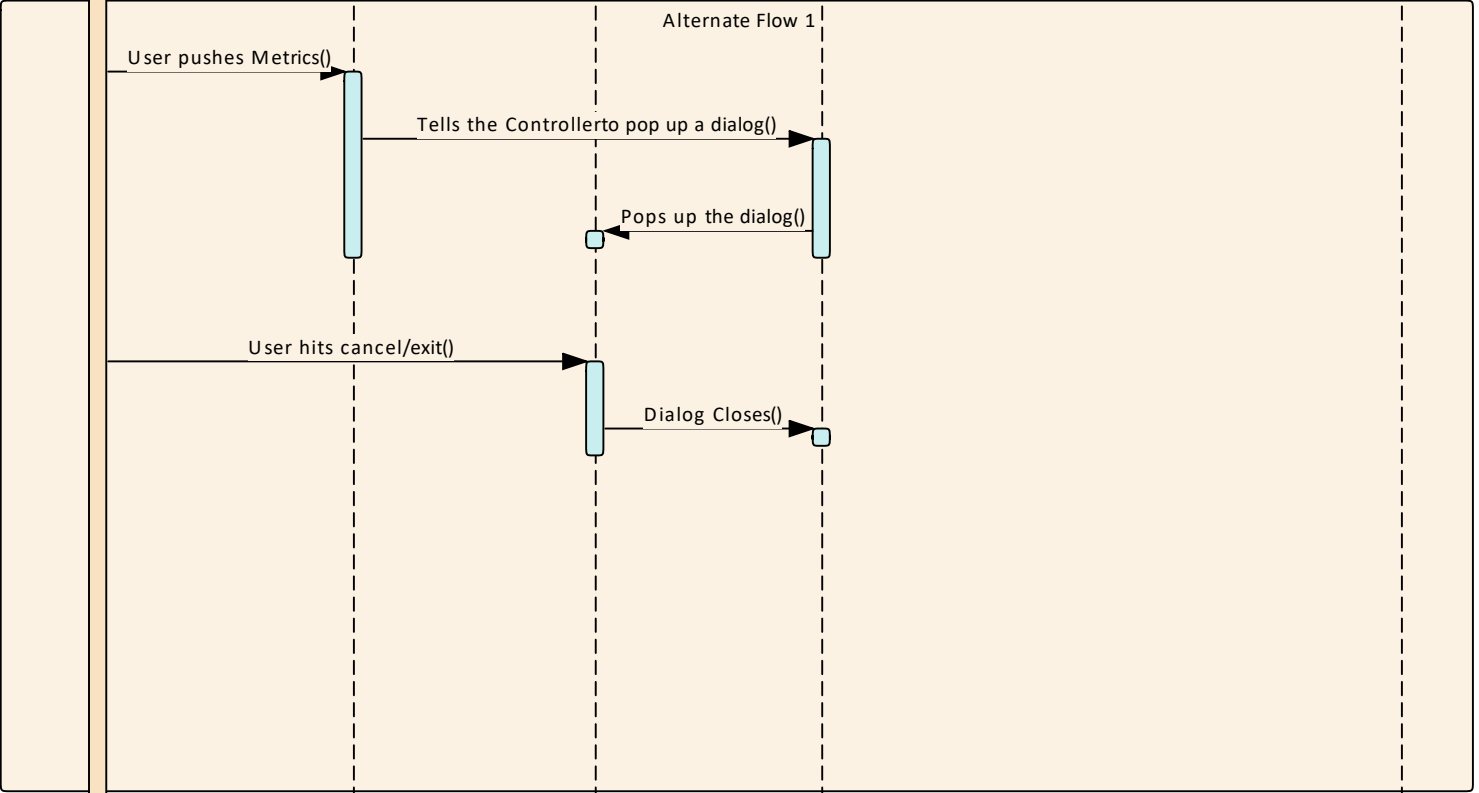 Alternate Flow 1
User pushes Metrics()
Tells the Controllerto pop up a dialog()
Pops up the dialog()
User hits cancel/exit()
Dialog Closes()